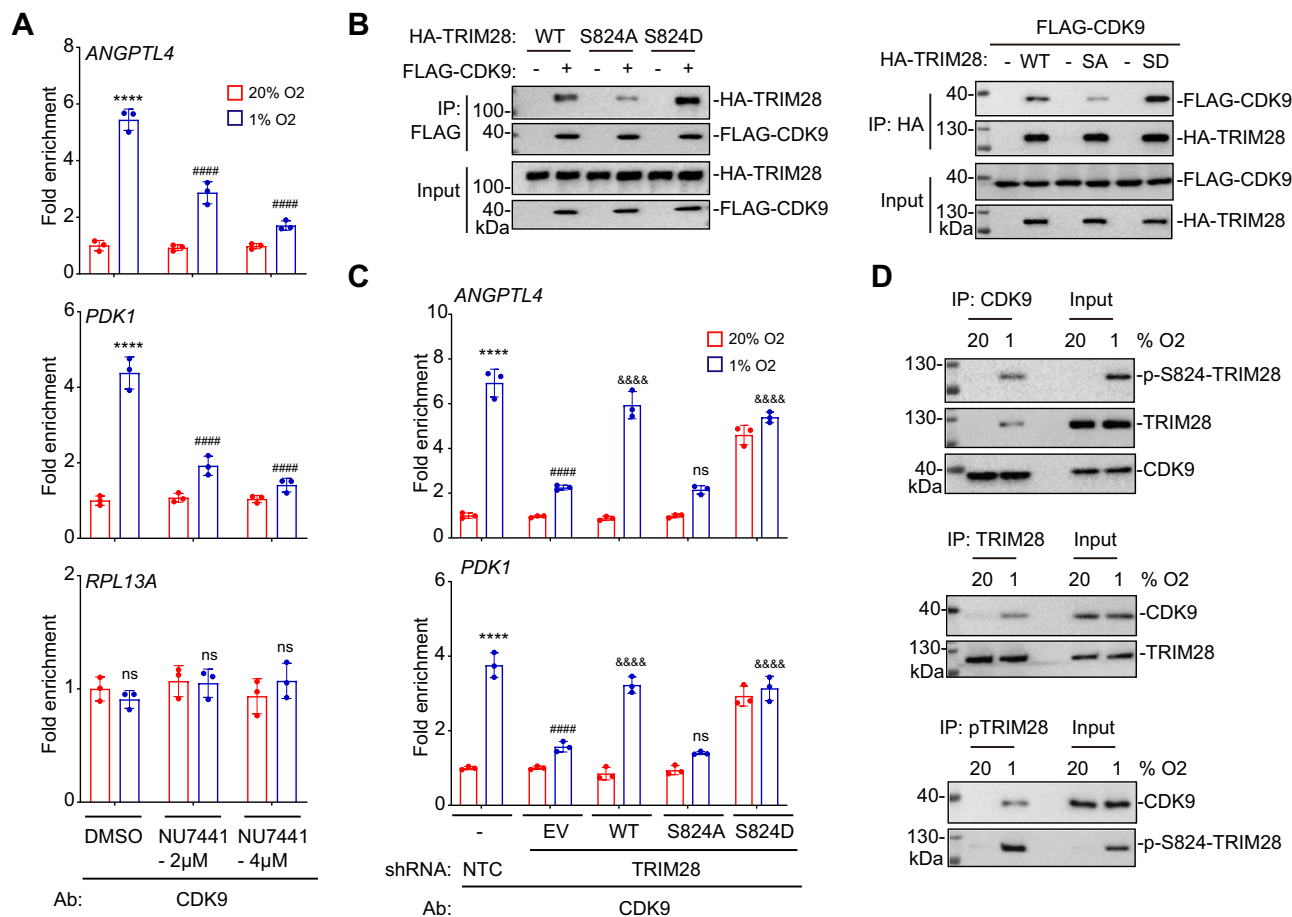 A
ANGPTL4
20% O2
1% O2
Fold enrichment
8
6
4
2
0
****
####
####
PDK1
Fold enrichment
6
4
2
0
****
####
####
RPL13A
Fold enrichment
2
1
0
ns
ns
ns
DMSO NU7441 NU7441
- 2µM - 4µM
Ab: CDK9
B
HA-TRIM28: WT S824A S824D
FLAG-CDK9: - + - + - +
IP: FLAG
100- -HA-TRIM28
40- -FLAG-CDK9
Input
100- -HA-TRIM28
40- -FLAG-CDK9
kDa
FLAG-CDK9
HA-TRIM28: - WT - SA - SD
IP: HA
40- -FLAG-CDK9
130- -HA-TRIM28
Input
40- -FLAG-CDK9
130- -HA-TRIM28
kDa
C
ANGPTL4
20% O2
1% O2
Fold enrichment
10
8
6
4
2
0
****
####
&&&&
ns
&&&&
PDK1
Fold enrichment
6
4
2
0
****
####
&&&&
ns
&&&&
- EV WT S824A S824D
shRNA: NTC TRIM28
Ab: CDK9
D
IP: CDK9 Input
20 1 20 1 % O2
130- -p-S824-TRIM28
130- -TRIM28
40- -CDK9
kDa
IP: TRIM28 Input
20 1 20 1 % O2
40- -CDK9
130- -TRIM28
kDa
IP: pTRIM28 Input
20 1 20 1 % O2
40- -CDK9
130- -p-S824-TRIM28
kDa